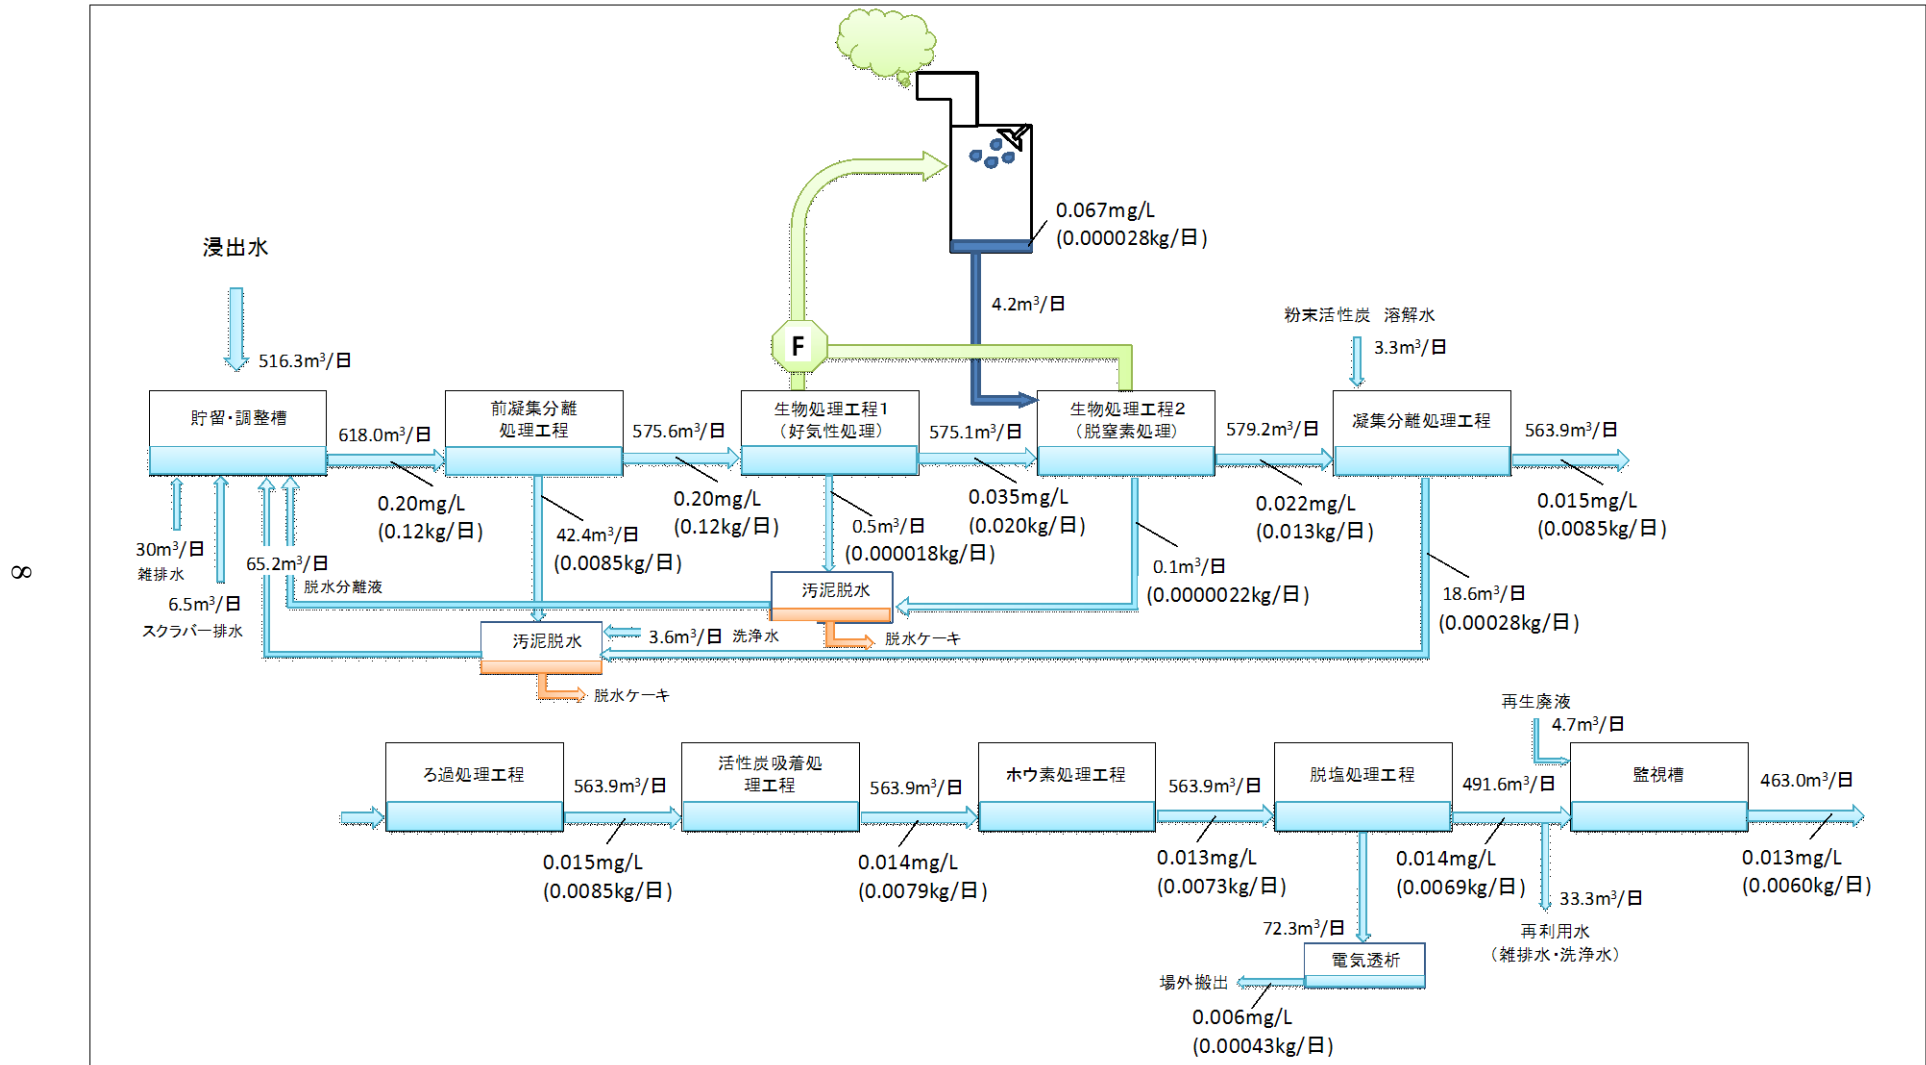 浸出水
516.3m³/日
0.067mg/L
(0.000028kg/日)
4.2m³/日
F
粉末活性炭 溶解水
3.3m³/日
貯留・調整槽
618.0m³/日
0.20mg/L
(0.12kg/日)
前凝集分離
処理工程
575.6m³/日
0.20mg/L
(0.12kg/日)
生物処理工程1
(好気性処理)
575.1m³/日
0.035mg/L
(0.020kg/日)
生物処理工程2
(脱窒素処理)
579.2m³/日
0.022mg/L
(0.013kg/日)
凝集分離処理工程
563.9m³/日
0.015mg/L
(0.0085kg/日)
30m³/日
雑排水
6.5m³/日
スクラバー排水
65.2m³/日
脱水分離液
42.4m³/日
(0.0085kg/日)
0.5m³/日
(0.000018kg/日)
0.1m³/日
(0.0000022kg/日)
18.6m³/日
(0.00028kg/日)
汚泥脱水
脱水ケーキ
汚泥脱水
3.6m³/日 洗浄水
脱水ケーキ
8
ろ過処理工程
563.9m³/日
0.015mg/L
(0.0085kg/日)
活性炭吸着処
理工程
563.9m³/日
0.014mg/L
(0.0079kg/日)
ホウ素処理工程
563.9m³/日
0.013mg/L
(0.0073kg/日)
脱塩処理工程
491.6m³/日
0.014mg/L
(0.0069kg/日)
再生廃液
4.7m³/日
監視槽
463.0m³/日
0.013mg/L
(0.0060kg/日)
33.3m³/日
再利用水
(雑排水・洗浄水)
72.3m³/日
電気透析
場外搬出
0.006mg/L
(0.00043kg/日)